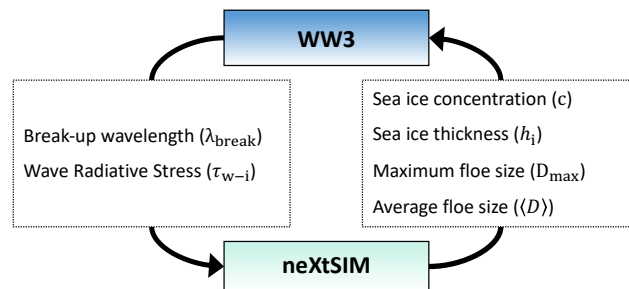 WW3
Break-up wavelength (λbreak)
Wave Radiative Stress (τw−i)
Sea ice concentration (c)
Sea ice thickness (hi)
Maximum floe size (Dmax)
Average floe size (⟨D⟩)
neXtSIM